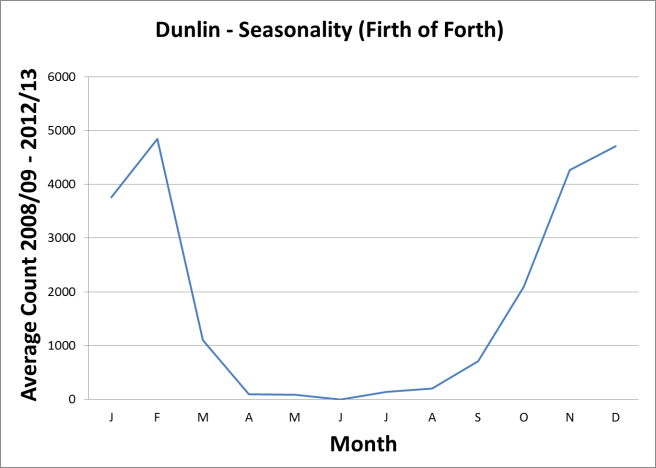 Dunlin - Seasonality (Firth of Forth)
Average Count 2008/09 - 2012/13
6000
5000
4000
3000
2000
1000
0
J F M A M J J A S O N D
Month